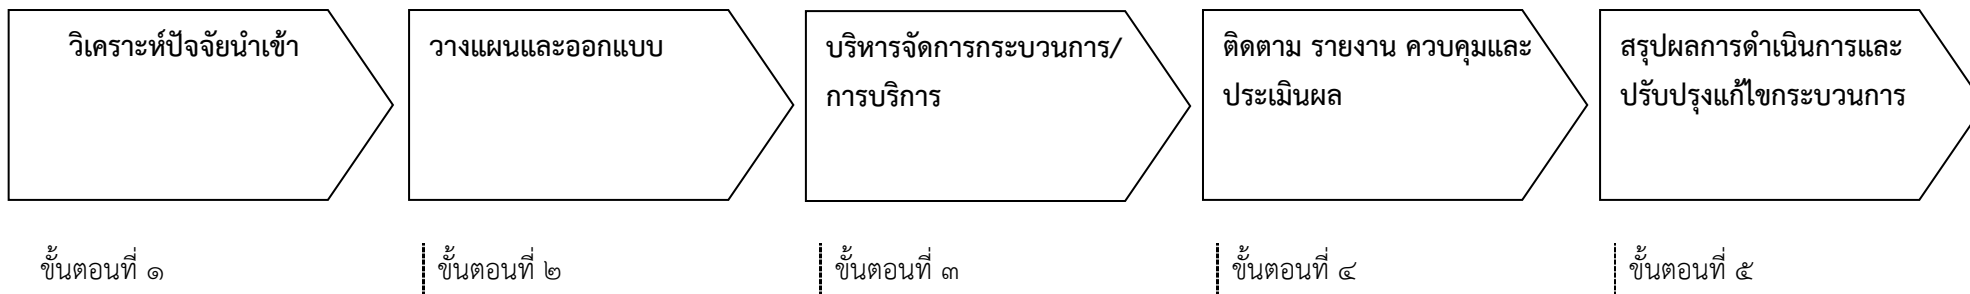 วิเคราะห์ปัจจัยนำเข้า
วางแผนและออกแบบ
บริหารจัดการกระบวนการ/
การบริการ
ติดตาม รายงาน ควบคุมและ
ประเมินผล
สรุปผลการดำเนินการและ
ปรับปรุงแก้ไขกระบวนการ
ขั้นตอนที่ ๑
ขั้นตอนที่ ๒
ขั้นตอนที่ ๓
ขั้นตอนที่ ๔
ขั้นตอนที่ ๕